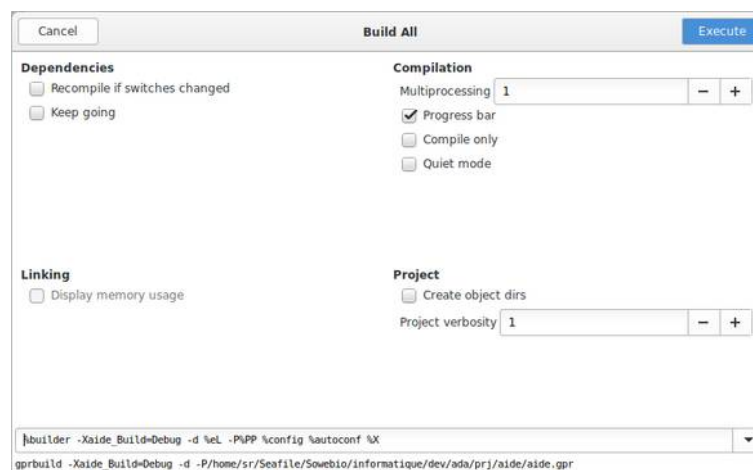 Cancel
Build All
Execute
Dependencies
Recompile if switches changed
Keep going
Compilation
Multiprocessing 1 − +
Progress bar
Compile only
Quiet mode
Linking
Display memory usage
Project
Create object dirs
Project verbosity 1 − +
%builder -Xaide_Build=Debug -d %eL -P%PP %config %autoconf %X
gprbuild -Xaide_Build=Debug -d -P/home/sr/Seafile/Sowebio/informatique/dev/ada/prj/aide/aide.gpr